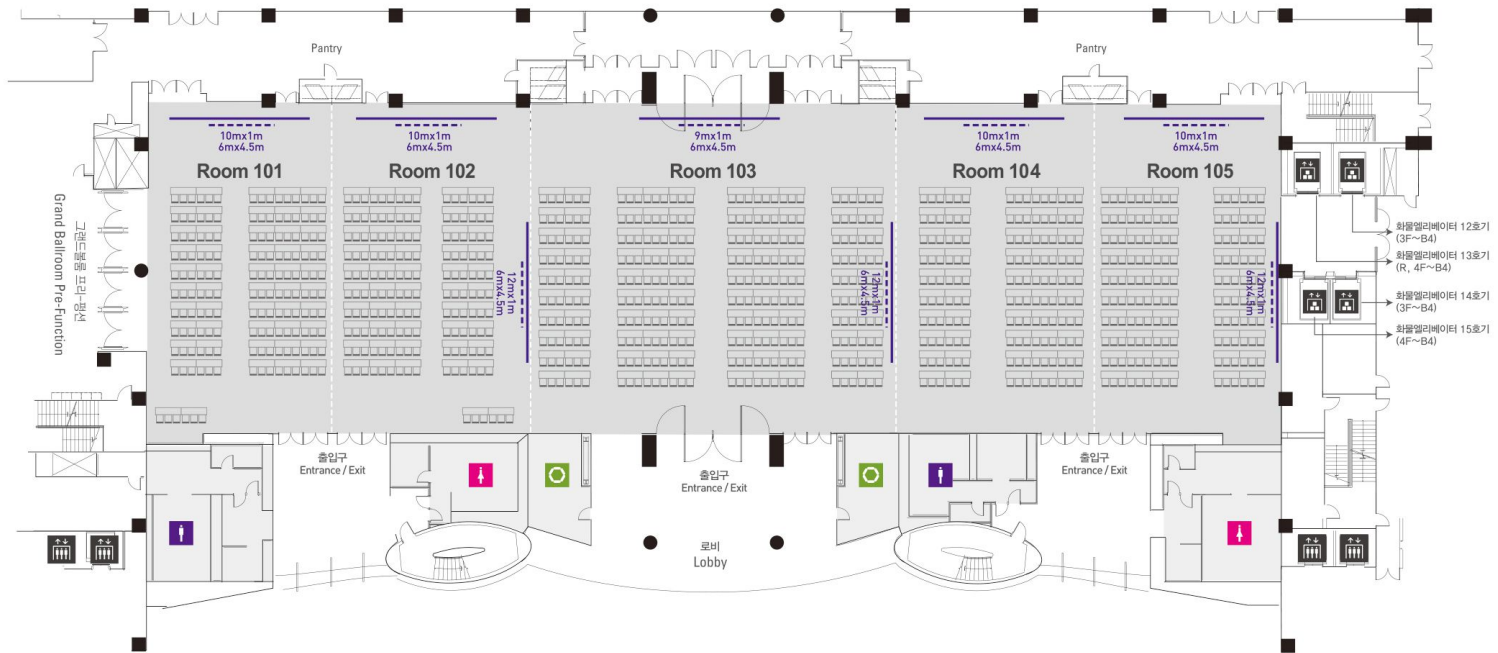 Pantry
Pantry
10mx1m
6mx4.5m
10mx1m
6mx4.5m
9mx1m
6mx4.5m
10mx1m
6mx4.5m
10mx1m
6mx4.5m
Room 101
Room 102
Room 103
Room 104
Room 105
그랜드볼룸 프리-펑션
Grand Ballroom Pre-Function
12mx1m
6mx4.5m
12mx1m
6mx4.5m
12mx1m
6mx4.5m
화물엘리베이터 12호기
(3F~B4)
화물엘리베이터 13호기
(R, 4F~B4)
화물엘리베이터 14호기
(3F~B4)
화물엘리베이터 15호기
(4F~B4)
출입구
Entrance / Exit
출입구
Entrance / Exit
출입구
Entrance / Exit
로비
Lobby